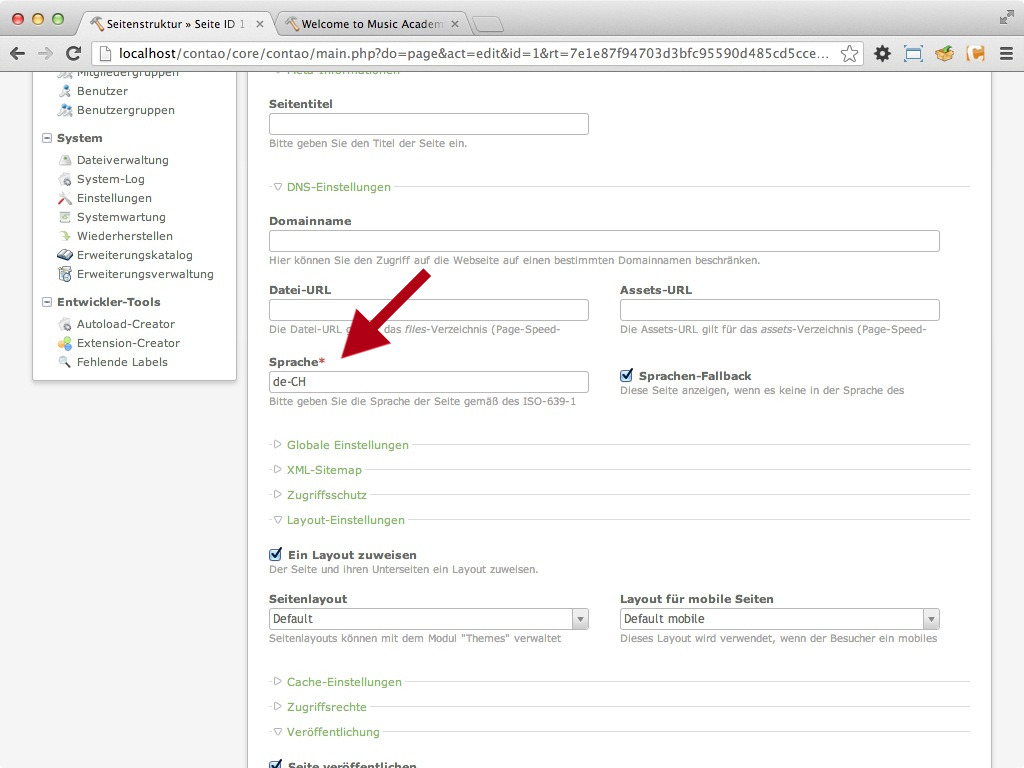 Seitenstruktur » Seite ID 1
Welcome to Music Academ
localhost/contao/core/contao/main.php?do=page&act=edit&id=1&rt=7e1e87f94703d3bfc95590d485cd5cce...
Mitgliedergruppen
Benutzer
Benutzergruppen
System
Dateiverwaltung
System-Log
Einstellungen
Systemwartung
Wiederherstellen
Erweiterungskatalog
Erweiterungsverwaltung
Entwickler-Tools
Autoload-Creator
Extension-Creator
Fehlende Labels
Meta-Informationen
Seitentitel
Bitte geben Sie den Titel der Seite ein.
DNS-Einstellungen
Domainname
Hier können Sie den Zugriff auf die Webseite auf einen bestimmten Domainnamen beschränken.
Datei-URL
Assets-URL
Die Datei-URL g das files-Verzeichnis (Page-Speed-
Die Assets-URL gilt für das assets-Verzeichnis (Page-Speed-
Sprache*
de-CH
Bitte geben Sie die Sprache der Seite gemäß des ISO-639-1
Sprachen-Fallback
Diese Seite anzeigen, wenn es keine in der Sprache des
Globale Einstellungen
XML-Sitemap
Zugriffsschutz
Layout-Einstellungen
Ein Layout zuweisen
Der Seite und ihren Unterseiten ein Layout zuweisen.
Seitenlayout
Layout für mobile Seiten
Default
Default mobile
Seitenlayouts können mit dem Modul "Themes" verwaltet
Dieses Layout wird verwendet, wenn der Besucher ein mobiles
Cache-Einstellungen
Zugriffsrechte
Veröffentlichung
Seite veröffentlichen